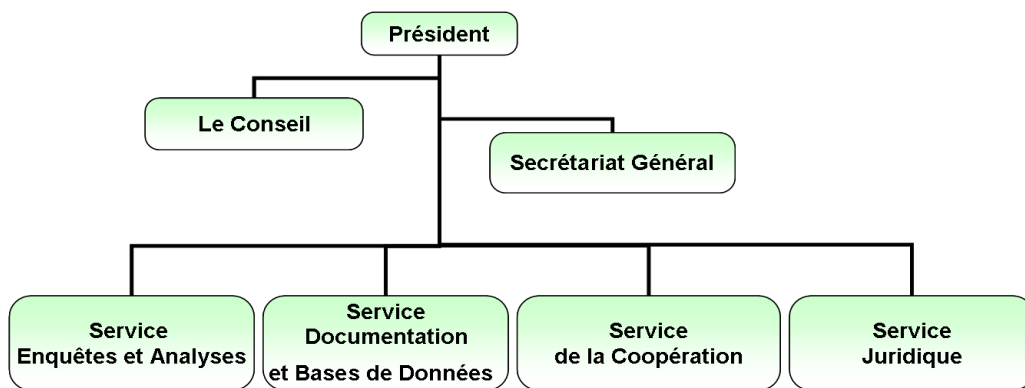 Président
Le Conseil
Secrétariat Général
Service
Enquêtes et Analyses
Service
Documentation
et Bases de Données
Service
de la Coopération
Service
Juridique